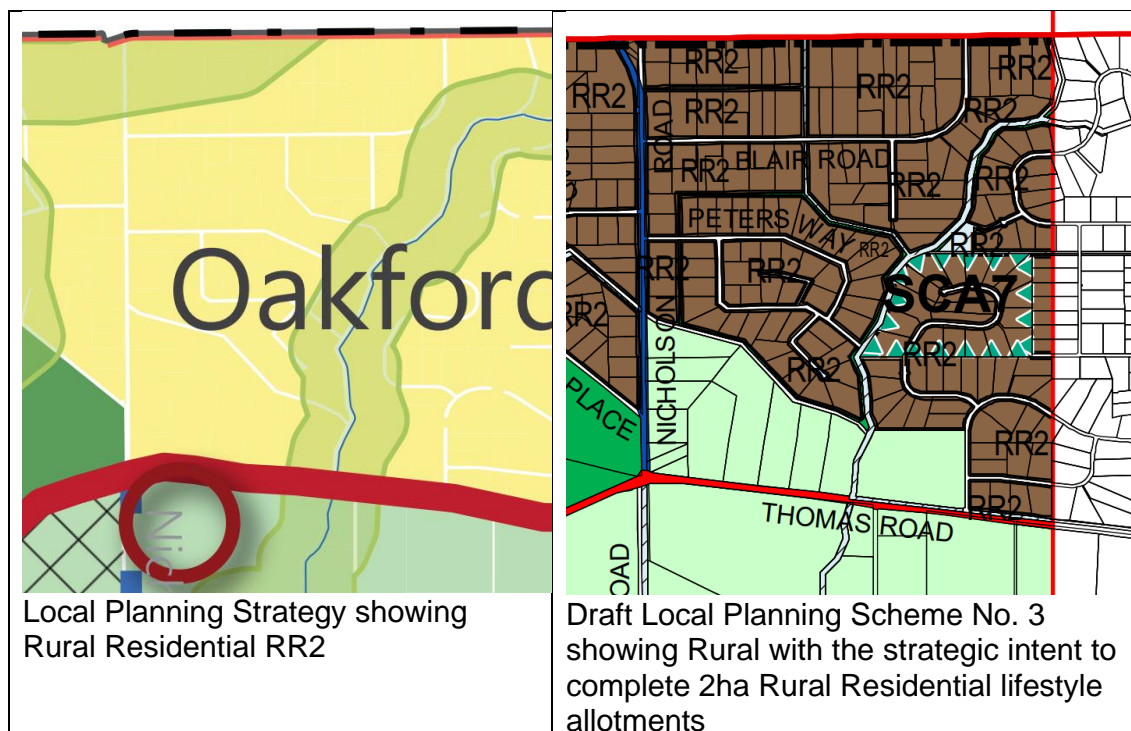 Oakford
Nic
Local Planning Strategy showing
Rural Residential RR2
RR2
RR2
RR2
RR2
RR2
RR2
ROAD
BLAIR ROAD
RR2
RR2
RR2
PETERS WAY
RR2
RR2
RR2
RR2
SCA7
RR2
RR2
RR2
PLACE
NICHOLSON
RR2
RR2
THOMAS ROAD
OAD
Draft Local Planning Scheme No. 3
showing Rural with the strategic intent to
complete 2ha Rural Residential lifestyle
allotments